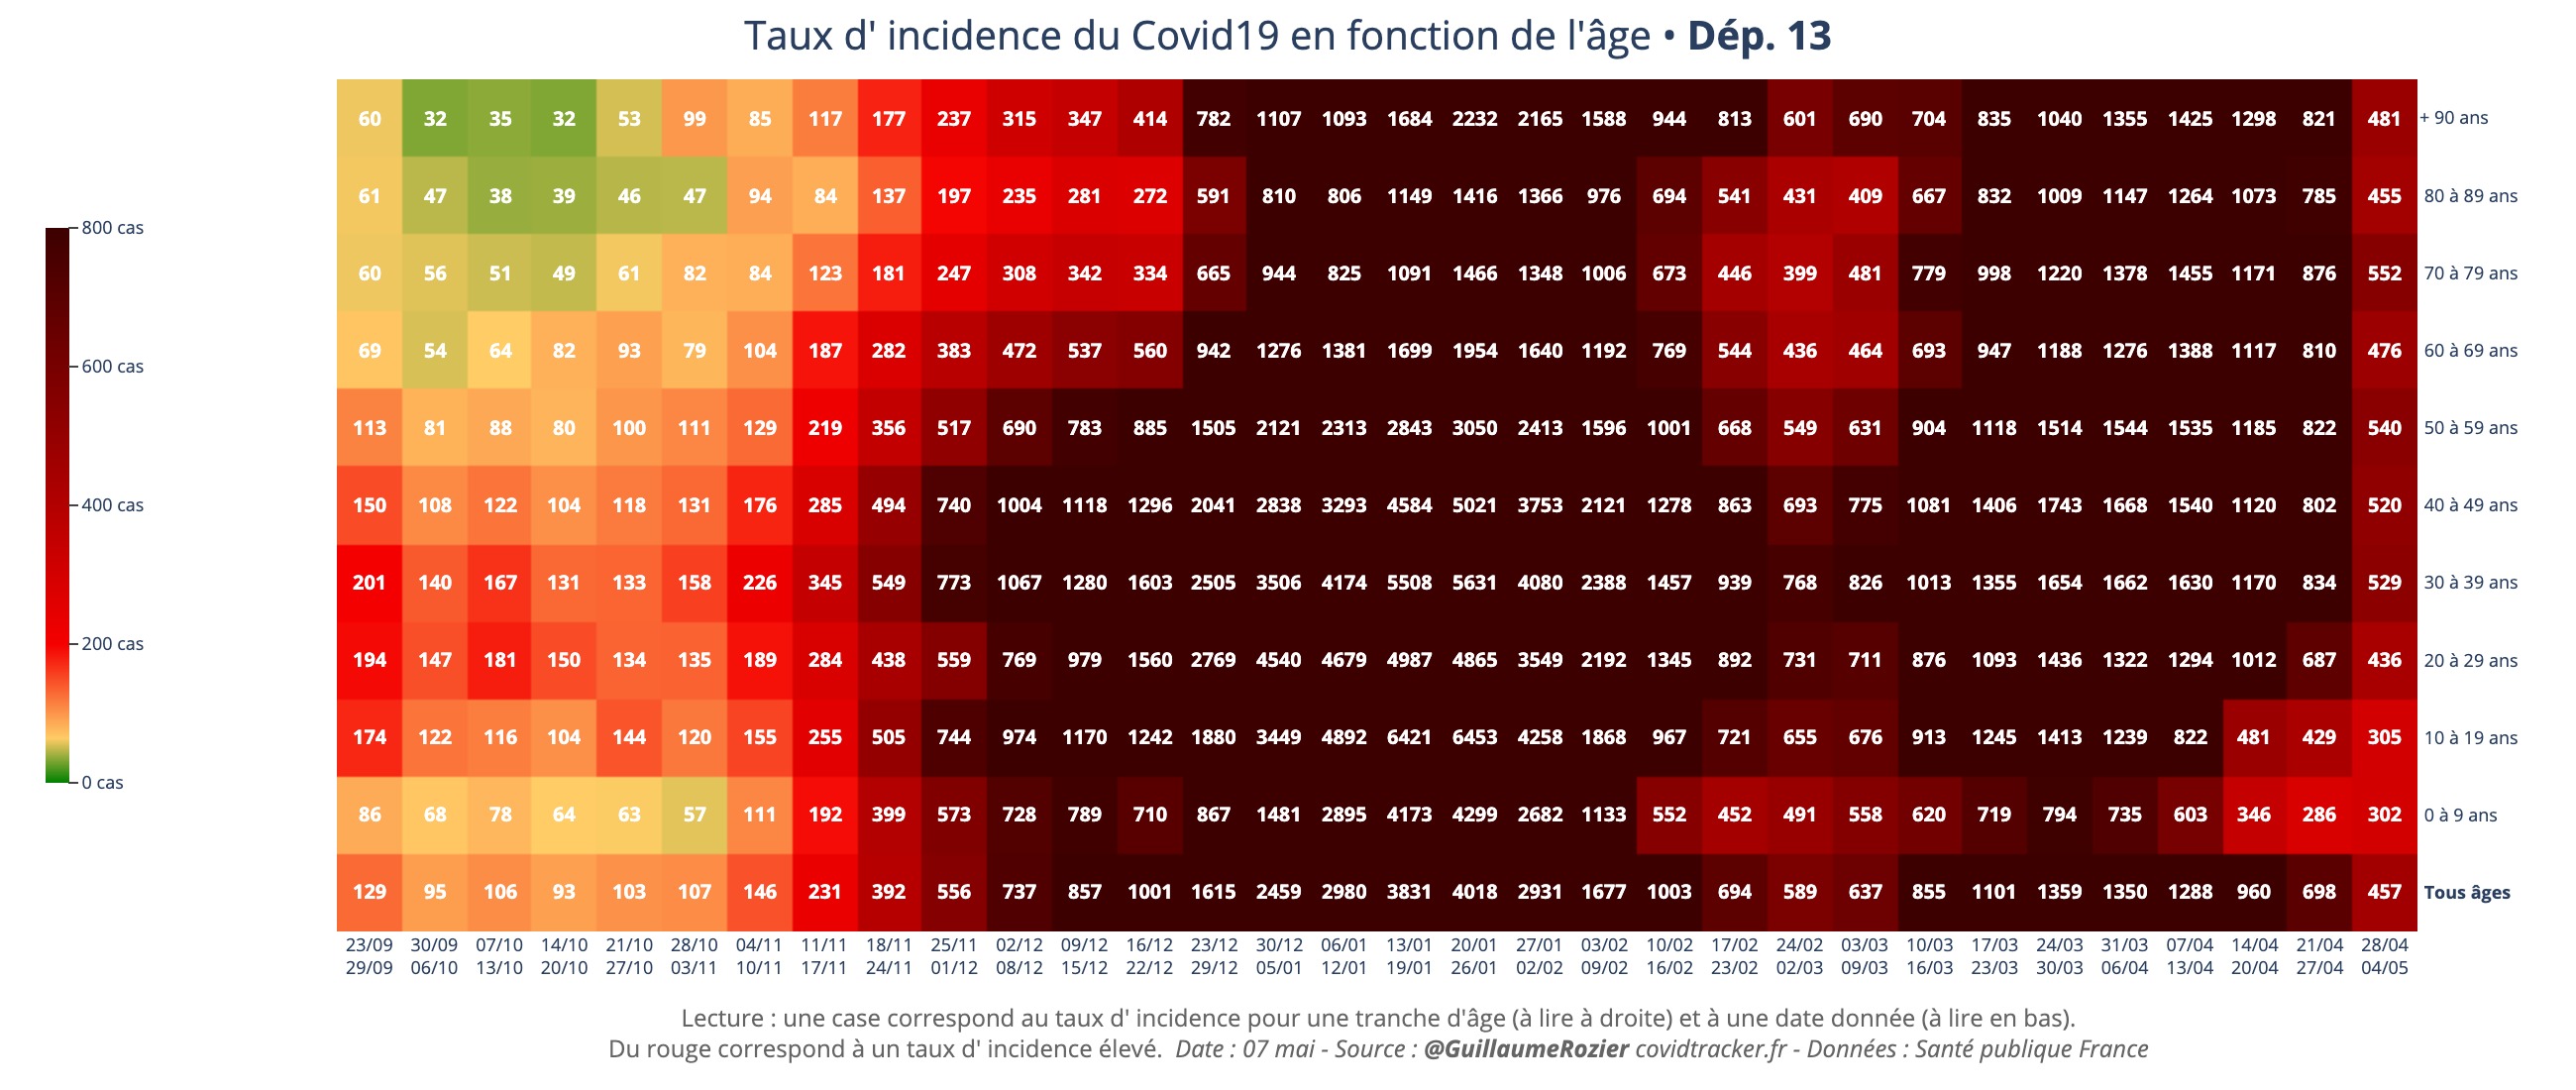 Taux d' incidence du Covid19 en fonction de l'âge • Dép. 13
800 cas
600 cas
400 cas
200 cas
0 cas
60 32 35 32 53 99 85 117 177 237 315 347 414 782 1107 1093 1684 2232 2165 1588 944 813 601 690 704 835 1040 1355 1425 1298 821 481 + 90 ans
61 47 38 39 46 47 94 84 137 197 235 281 272 591 810 806 1149 1416 1366 976 694 541 431 409 667 832 1009 1147 1264 1073 785 455 80 à 89 ans
60 56 51 49 61 82 84 123 181 247 308 342 334 665 944 825 1091 1466 1348 1006 673 446 399 481 779 998 1220 1378 1455 1171 876 552 70 à 79 ans
69 54 64 82 93 79 104 187 282 383 472 537 560 942 1276 1381 1699 1954 1640 1192 769 544 436 464 693 947 1188 1276 1388 1117 810 476 60 à 69 ans
113 81 88 80 100 111 129 219 356 517 690 783 885 1505 2121 2313 2843 3050 2413 1596 1001 668 549 631 904 1118 1514 1544 1535 1185 822 540 50 à 59 ans
150 108 122 104 118 131 176 285 494 740 1004 1118 1296 2041 2838 3293 4584 5021 3753 2121 1278 863 693 775 1081 1406 1743 1668 1540 1120 802 520 40 à 49 ans
201 140 167 131 133 158 226 345 549 773 1067 1280 1603 2505 3506 4174 5508 5631 4080 2388 1457 939 768 826 1013 1355 1654 1662 1630 1170 834 529 30 à 39 ans
194 147 181 150 134 135 189 284 438 559 769 979 1560 2769 4540 4679 4987 4865 3549 2192 1345 892 731 711 876 1093 1436 1322 1294 1012 687 436 20 à 29 ans
174 122 116 104 144 120 155 255 505 744 974 1170 1242 1880 3449 4892 6421 6453 4258 1868 967 721 655 676 913 1245 1413 1239 822 481 429 305 10 à 19 ans
86 68 78 64 63 57 111 192 399 573 728 789 710 867 1481 2895 4173 4299 2682 1133 552 452 491 558 620 719 794 735 603 346 286 302 0 à 9 ans
129 95 106 93 103 107 146 231 392 556 737 857 1001 1615 2459 2980 3831 4018 2931 1677 1003 694 589 637 855 1101 1359 1350 1288 960 698 457 Tous âges
23/09 30/09 07/10 14/10 21/10 28/10 04/11 11/11 18/11 25/11 02/12 09/12 16/12 23/12 30/12 06/01 13/01 20/01 27/01 03/02 10/02 17/02 24/02 03/03 10/03 17/03 24/03 31/03 07/04 14/04 21/04 28/04
29/09 06/10 13/10 20/10 27/10 03/11 10/11 17/11 24/11 01/12 08/12 15/12 22/12 29/12 05/01 12/01 19/01 26/01 02/02 09/02 16/02 23/02 02/03 09/03 16/03 23/03 30/03 06/04 13/04 20/04 27/04 04/05
Lecture : une case correspond au taux d' incidence pour une tranche d'âge (à lire à droite) et à une date donnée (à lire en bas).
Du rouge correspond à un taux d' incidence élevé. Date : 07 mai - Source : @GuillaumeRozier covidtracker.fr - Données : Santé publique France